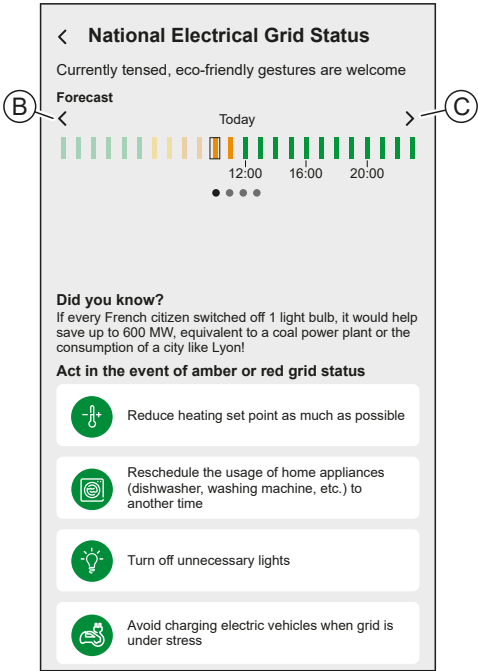 National Electrical Grid Status
Currently tensed, eco-friendly gestures are welcome
Forecast
B
C
Today
12:00 16:00 20:00
Did you know?
If every French citizen switched off 1 light bulb, it would help
save up to 600 MW, equivalent to a coal power plant or the
consumption of a city like Lyon!
Act in the event of amber or red grid status
Reduce heating set point as much as possible
Reschedule the usage of home appliances
(dishwasher, washing machine, etc.) to
another time
Turn off unnecessary lights
Avoid charging electric vehicles when grid is
under stress